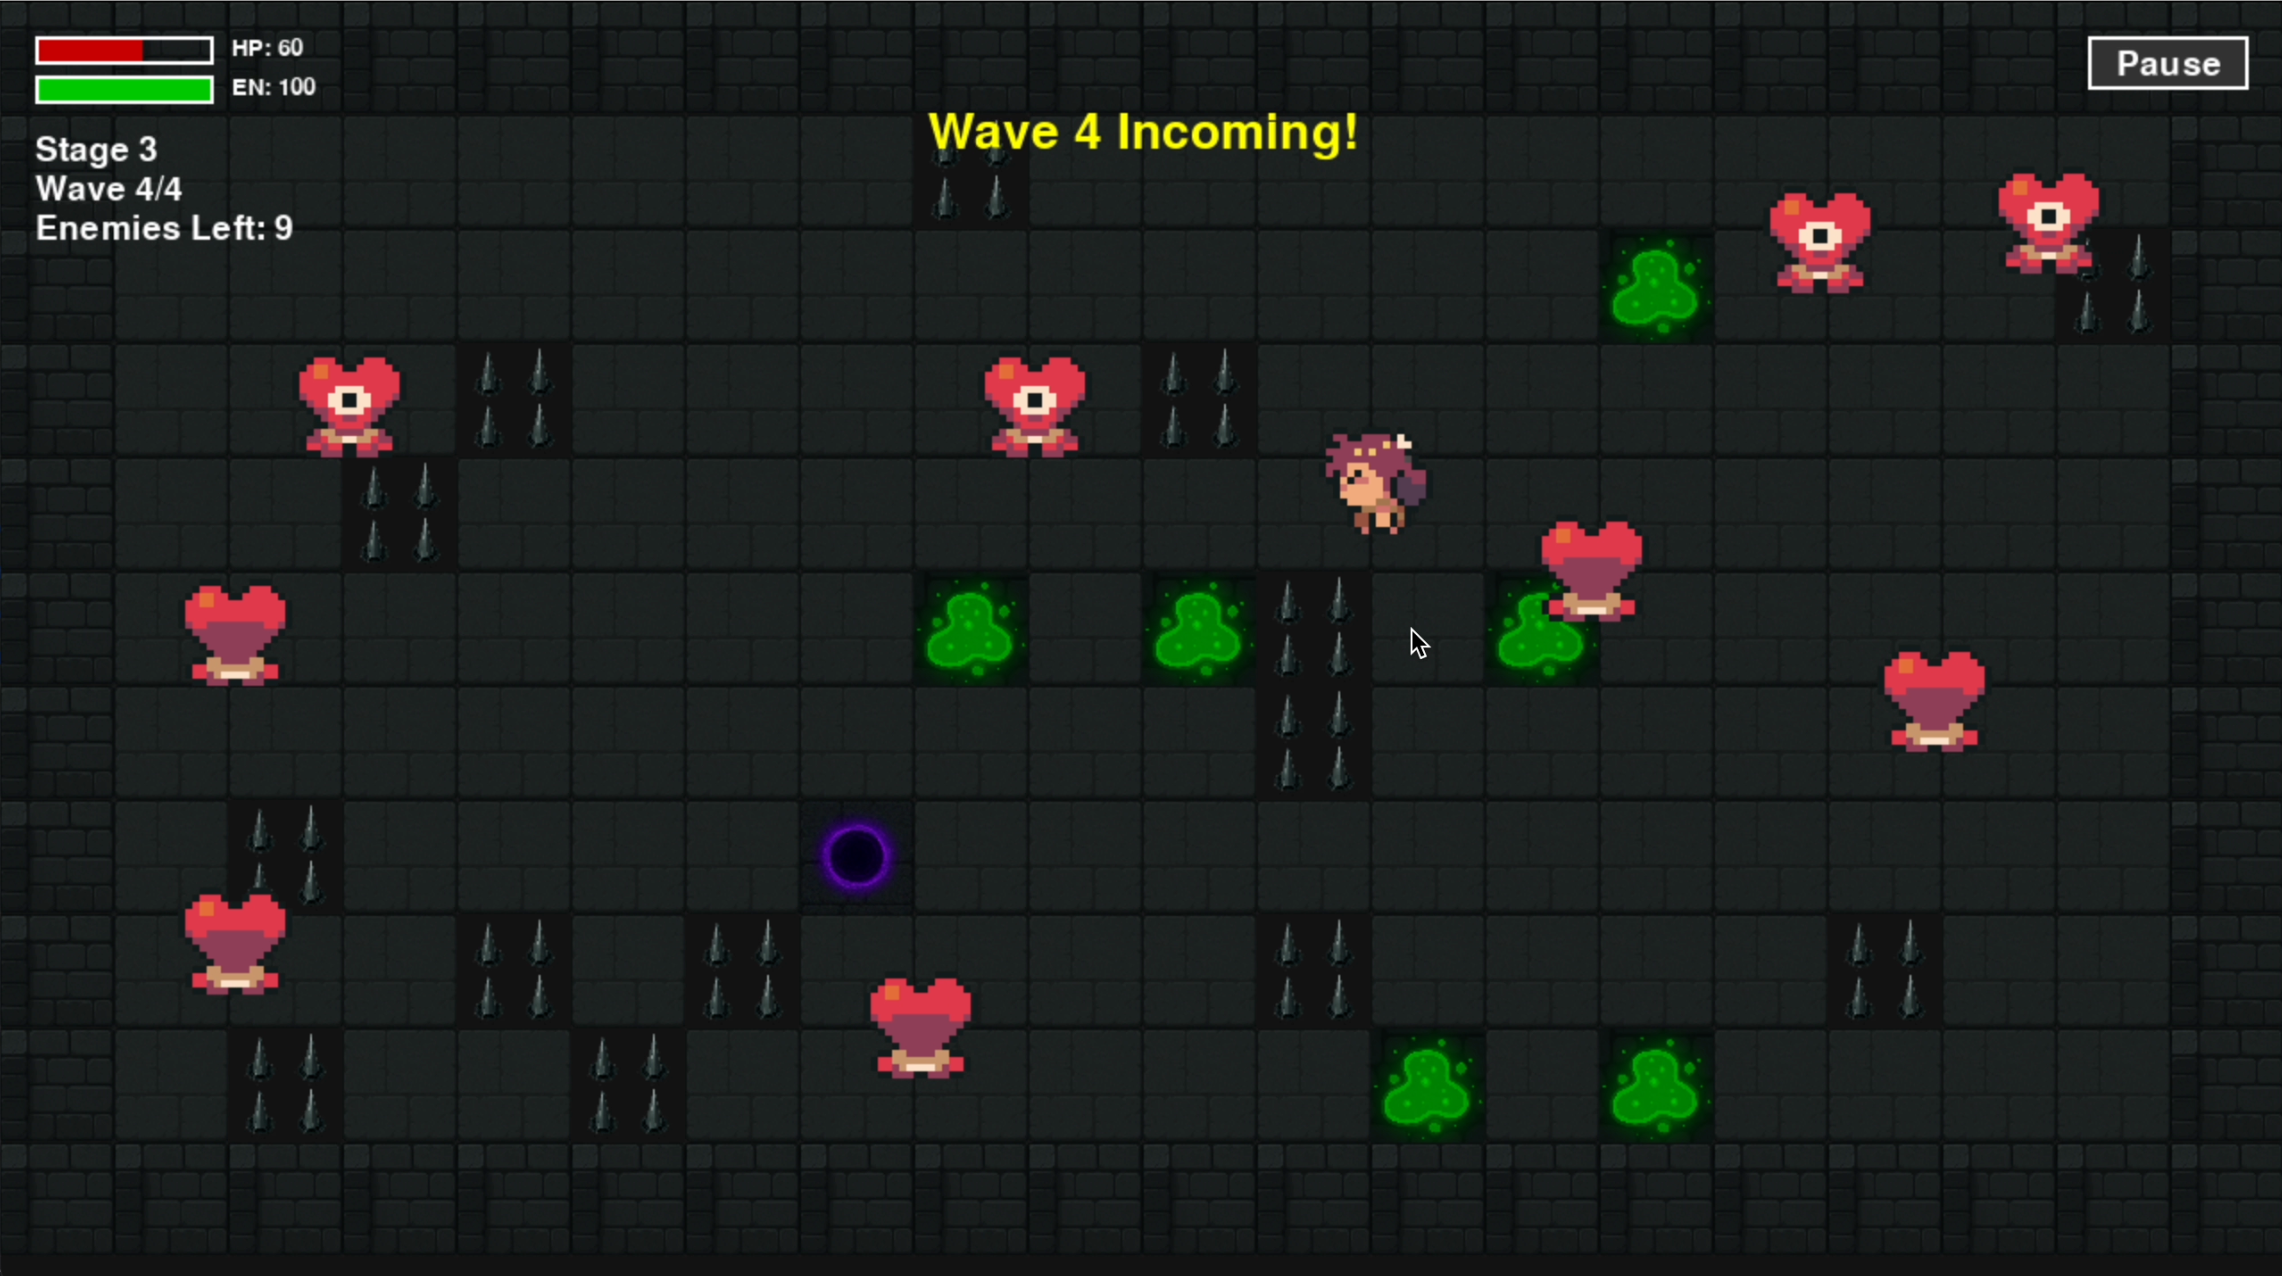 HP: 60
EN: 100
Pause
Wave 4 Incoming!
Stage 3
Wave 4/4
Enemies Left: 9